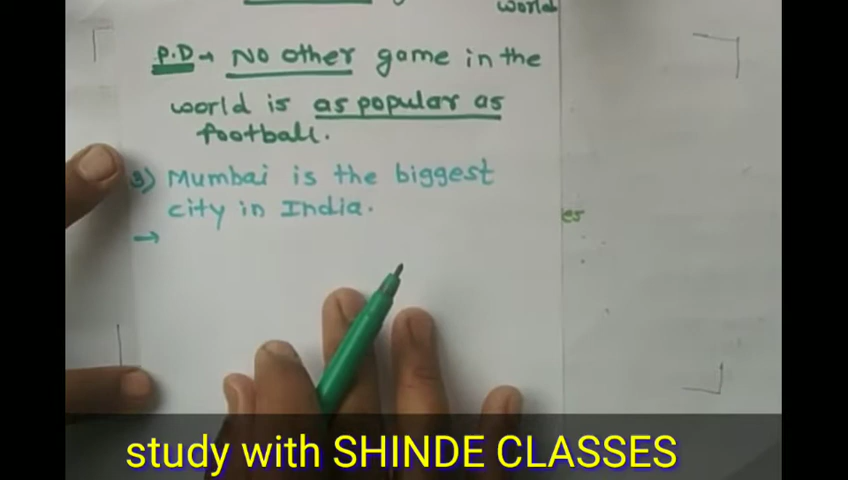 world
P.D → No other game in the
world is as popular as
football.
3) Mumbai is the biggest
city in India.
→
es
study with SHINDE CLASSES